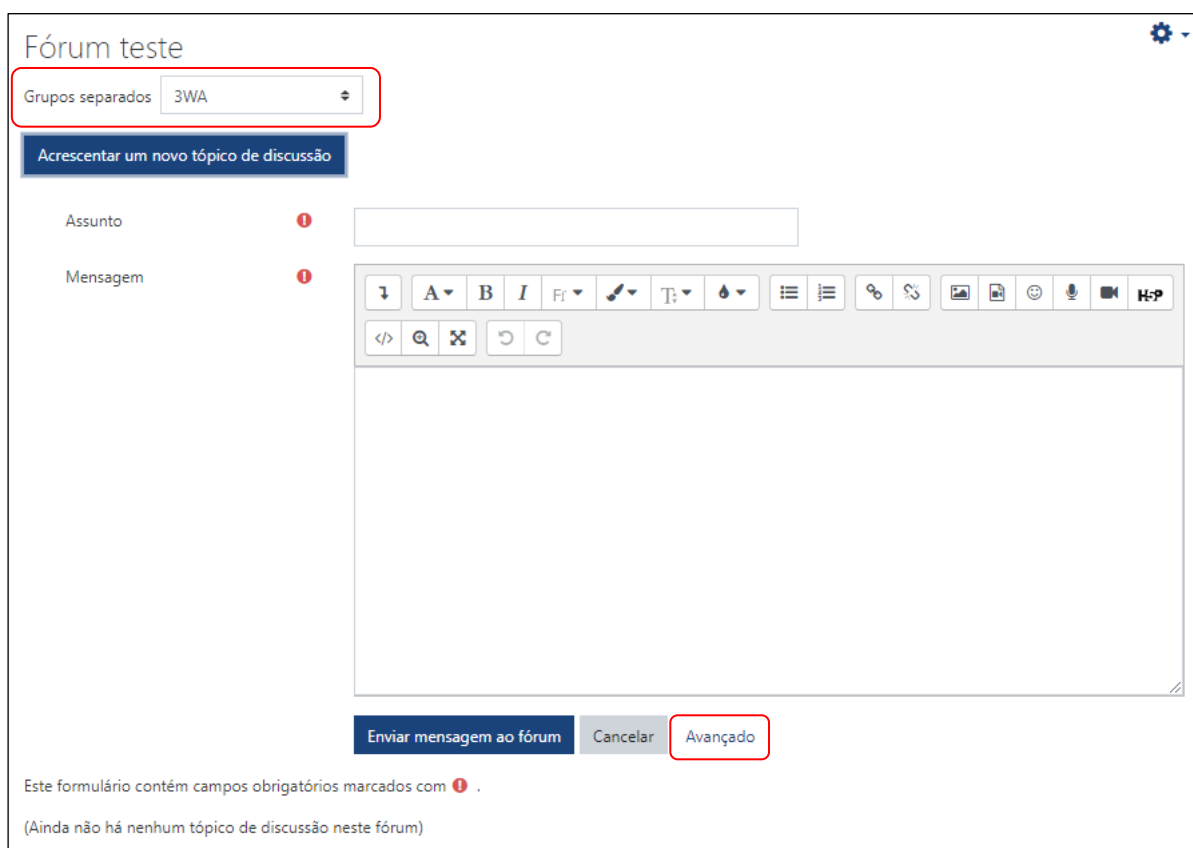 Fórum teste
Grupos separados 3WA
Acrescentar um novo tópico de discussão
Assunto
Mensagem
A B I Ff T H5P
</>
Enviar mensagem ao fórum Cancelar Avançado
Este formulário contém campos obrigatórios marcados com .
(Ainda não há nenhum tópico de discussão neste fórum)